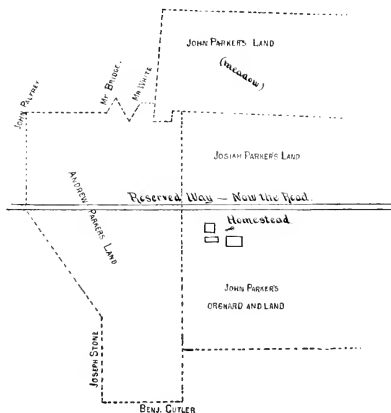 JOHN PARKER'S LAND
(meadow)
JOHN PALFREY
MR BRIDGE.
MR WHITE
JOSIAH PARKER'S LAND
ANDREW PARKERS LAND
Reserved Way — Now the Road.
Homestead.
JOHN PARKER'S
ORCHARD AND LAND
JOSEPH STONE
BENJ. CUTLER